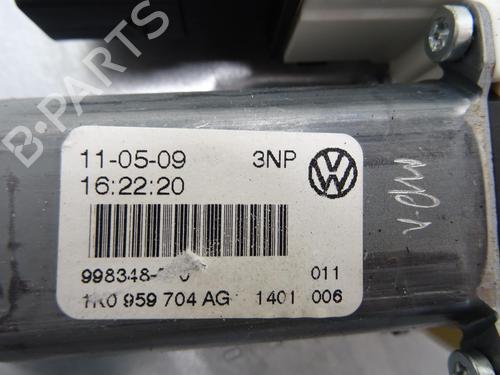 B-PARTS
11-05-09 3NP
16:22:20
011
1K0 959 704 AG 1401 006